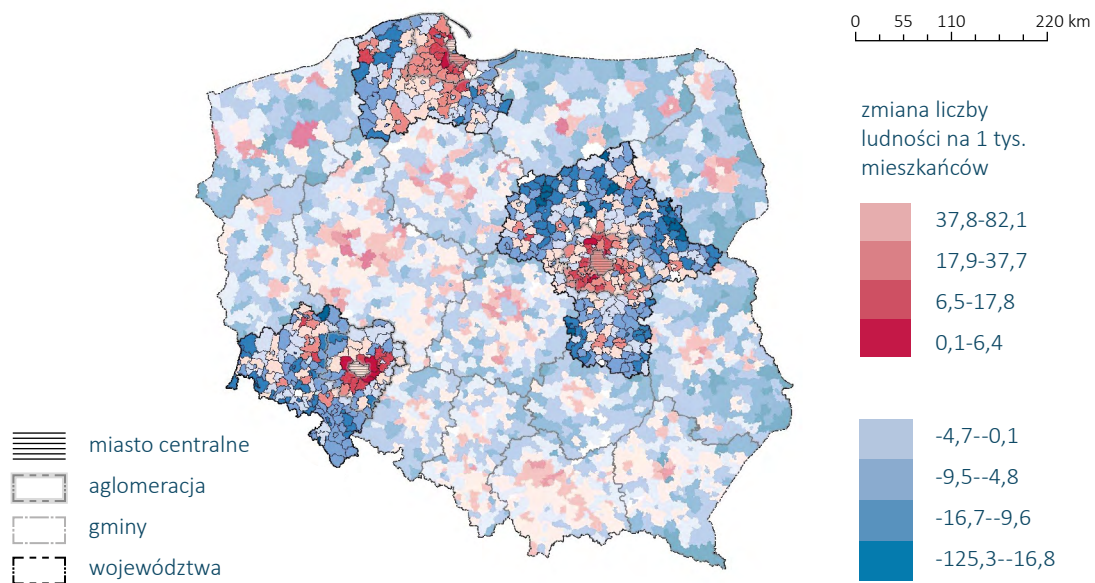 0 55 110 220 km
zmiana liczby
ludności na 1 tys.
mieszkańców
37,8-82,1
17,9-37,7
6,5-17,8
0,1-6,4
-4,7--0,1
-9,5--4,8
-16,7--9,6
-125,3--16,8
miasto centralne
aglomeracja
gminy
województwa